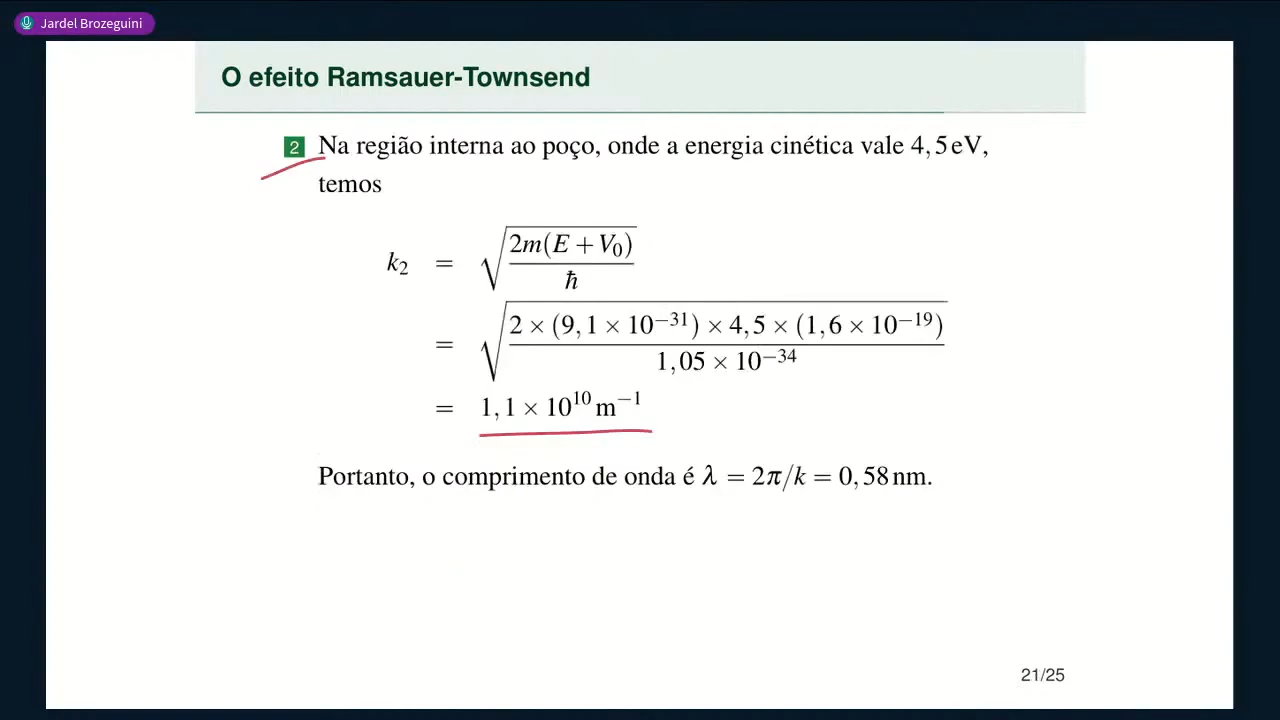 Jardel Brozeguini
O efeito Ramsauer-Townsend
2 Na região interna ao poço, onde a energia cinética vale 4,5 eV,
temos
k₂ = √(2m(E + V₀)/ħ)
= √(2 × (9,1 × 10⁻³¹) × 4,5 × (1,6 × 10⁻¹⁹)/1,05 × 10⁻³⁴)
= 1,1 × 10¹⁰ m⁻¹
Portanto, o comprimento de onda é λ = 2π/k = 0,58 nm.
21/25